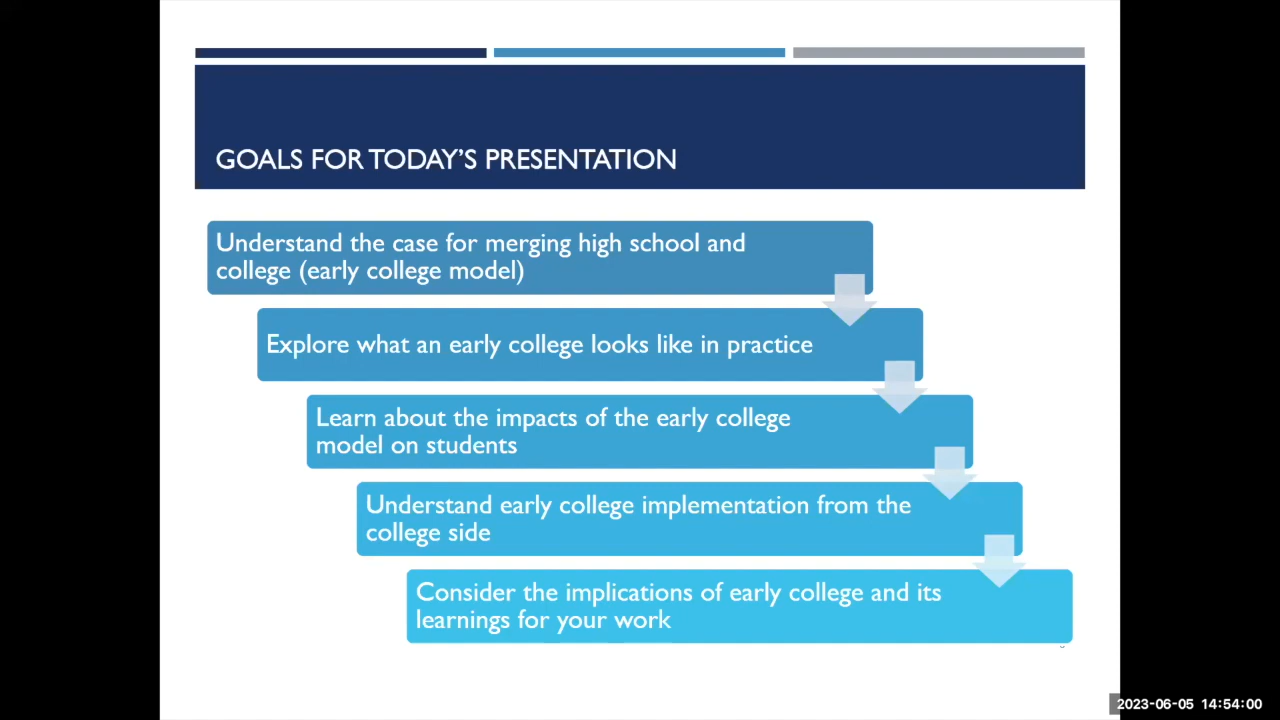 GOALS FOR TODAY'S PRESENTATION
Understand the case for merging high school and
college (early college model)
Explore what an early college looks like in practice
Learn about the impacts of the early college
model on students
Understand early college implementation from the
college side
Consider the implications of early college and its
learnings for your work
2023-06-05 14:54:00